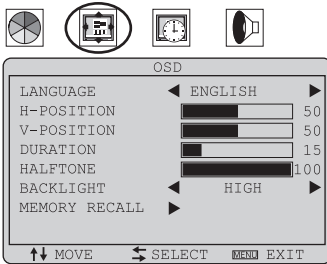 OSD
LANGUAGE ENGLISH
H-POSITION 50
V-POSITION 50
DURATION 15
HALFTONE 100
BACKLIGHT HIGH
MEMORY RECALL
MOVE SELECT MENU EXIT